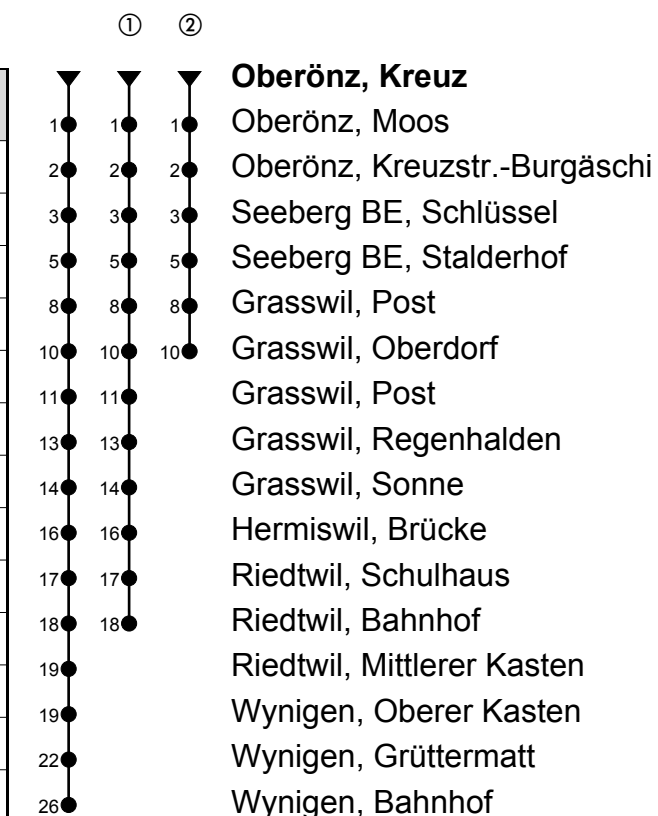 ① ②
Oberönz, Kreuz
1 1 1 Oberönz, Moos
2 2 2 Oberönz, Kreuzstr.-Burgäschi
3 3 3 Seeberg BE, Schlüssel
5 5 5 Seeberg BE, Stalderhof
8 8 8 Grasswil, Post
10 10 10 Grasswil, Oberdorf
11 11 Grasswil, Post
13 13 Grasswil, Regenhalden
14 14 Grasswil, Sonne
16 16 Hermiswil, Brücke
17 17 Riedtwil, Schulhaus
18 18 Riedtwil, Bahnhof
19 Riedtwil, Mittlerer Kasten
19 Wynigen, Oberer Kasten
22 Wynigen, Grüttermatt
26 Wynigen, Bahnhof